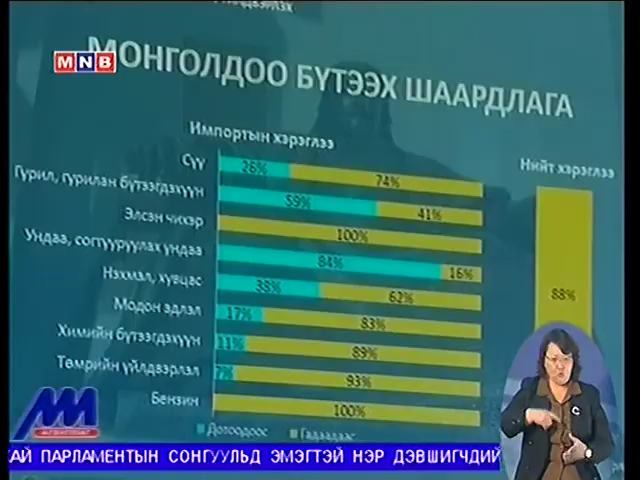 MNB
МОНГОЛДОО БҮТЭЭХ ШААРДЛАГА
Импортын хэрэглээ
Нийт хэрэглээ
Сүү
26%
74%
Гурил, гурилан бүтээгдэхүүн
59%
41%
Элсэн чихэр
100%
Ундаа, согтууруулах ундаа
84%
16%
Нэхмэл, хувцас
38%
62%
88%
Модон эдлэл
17%
83%
Химийн бүтээгдэхүүн
11%
89%
Төмрийн үйлдвэрлэл
7%
93%
Бензин
100%
Дотоодоос
Гадаадаас
КАЙ ПАРЛАМЕНТЫН СОНГУУЛЬД ЭМЭГТЭЙ НЭР ДЭВШИГЧДИЙ